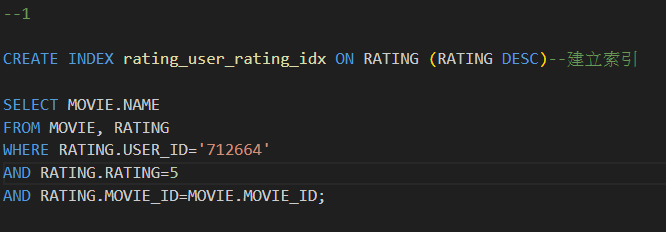 --1
CREATE INDEX rating_user_rating_idx ON RATING (RATING DESC)--建立索引
SELECT MOVIE.NAME
FROM MOVIE, RATING
WHERE RATING.USER_ID='712664'
AND RATING.RATING=5
AND RATING.MOVIE_ID=MOVIE.MOVIE_ID;